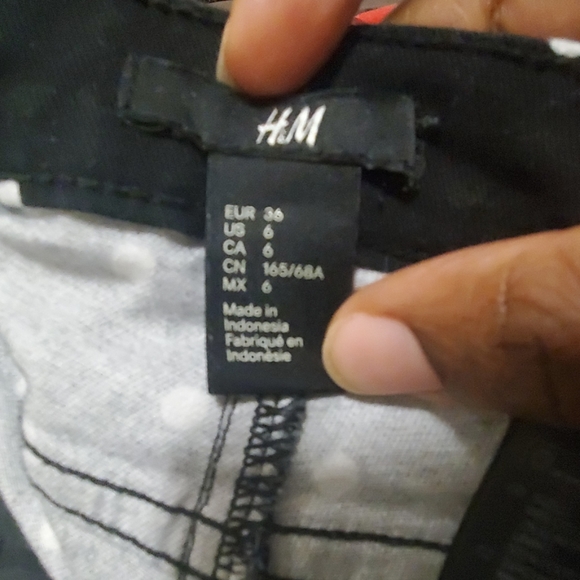 H&M
EUR 36
US 6
CA 6
CN 165/68A
MX 6
Made in
Indonesia
Fabriqué en
Indonésie